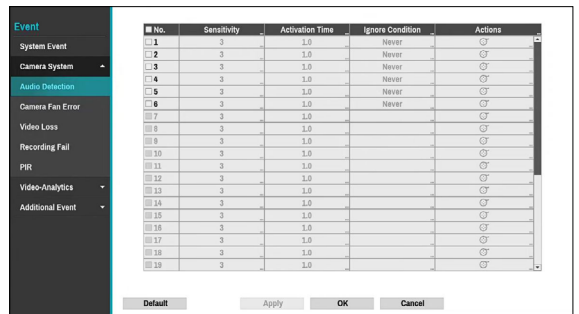 Event
System Event
Camera System
Audio Detection
Camera Fan Error
Video Loss
Recording Fail
PIR
Video-Analytics
Additional Event
No. Sensitivity Activation Time Ignore Condition Actions
1 3 1.0 Never
2 3 1.0 Never
3 3 1.0 Never
4 3 1.0 Never
5 3 1.0 Never
6 3 1.0 Never
7 3 1.0
8 3 1.0
9 3 1.0
10 3 1.0
11 3 1.0
12 3 1.0
13 3 1.0
14 3 1.0
15 3 1.0
16 3 1.0
17 3 1.0
18 3 1.0
19 3 1.0
Default Apply OK Cancel